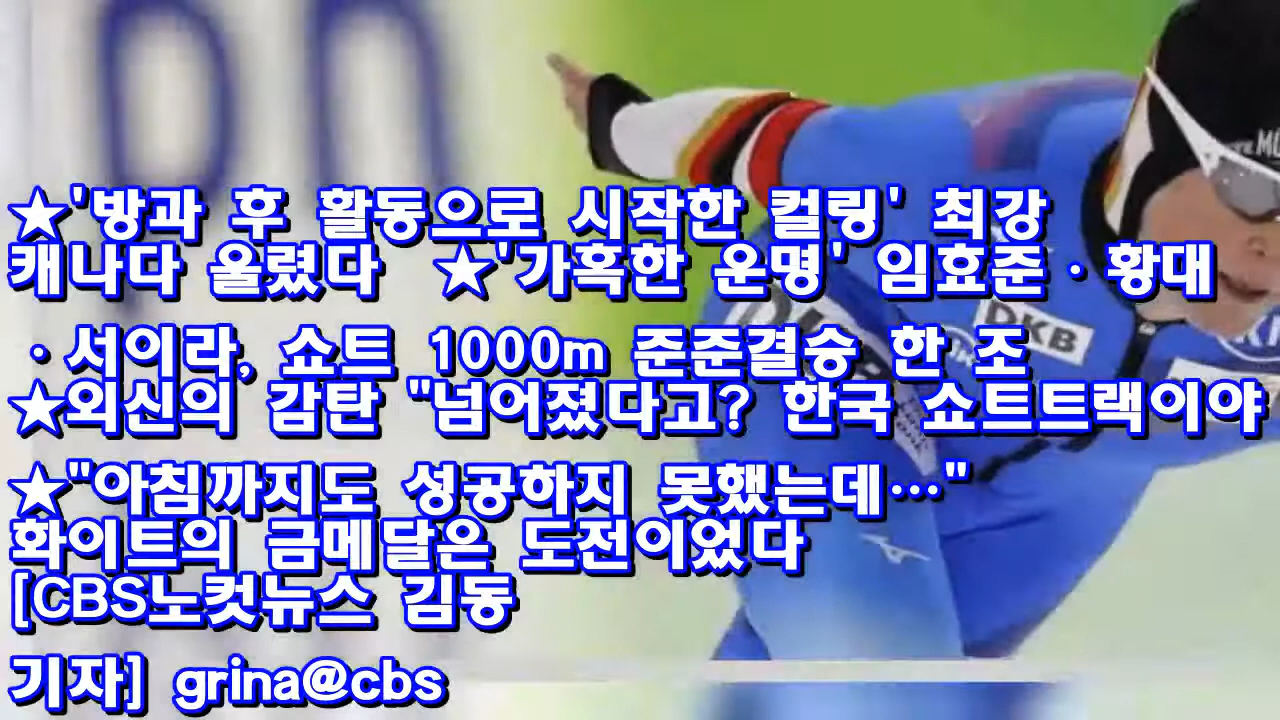 ★'방과 후 활동으로 시작한 컬링' 최강
캐나다 울렸다 ★'가혹한 운명' 임효준·황대
·서이라, 쇼트 1000m 준준결승 한 조
★외신의 감탄 "넘어졌다고? 한국 쇼트트랙이야
★"아침까지도 성공하지 못했는데…"
화이트의 금메달은 도전이었다
[CBS노컷뉴스 김동
기자] grina@cbs
DKB